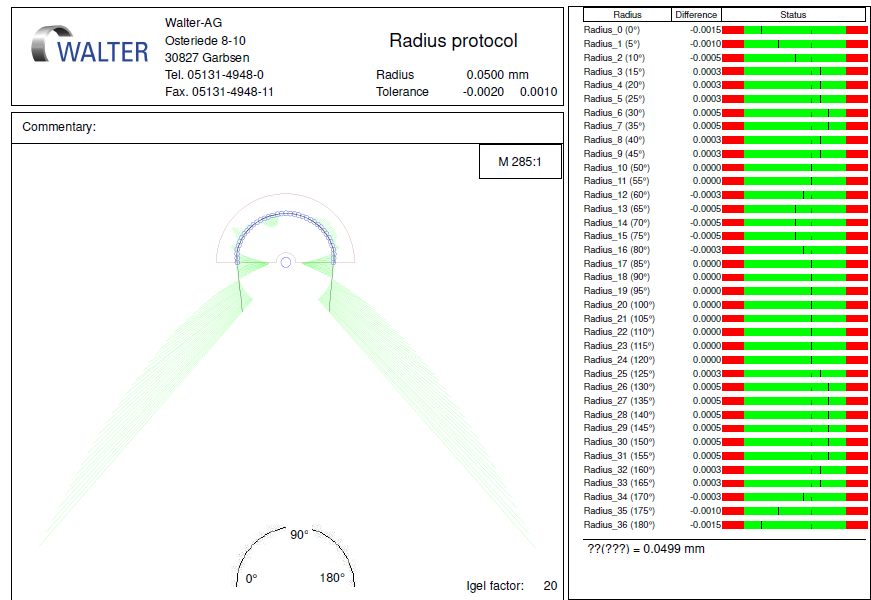 WALTER
Walter-AG
Osteriede 8-10
30827 Garbsen
Tel. 05131-4948-0
Fax. 05131-4948-11
Radius protocol
Radius 0.0500 mm
Tolerance -0.0020 0.0010
Commentary:
M 285:1
90°
0° 180°
Igel factor: 20
Radius Difference Status
Radius_0 (0°) -0.0015
Radius_1 (5°) -0.0010
Radius_2 (10°) -0.0005
Radius_3 (15°) 0.0003
Radius_4 (20°) 0.0003
Radius_5 (25°) 0.0003
Radius_6 (30°) 0.0005
Radius_7 (35°) 0.0005
Radius_8 (40°) 0.0003
Radius_9 (45°) 0.0003
Radius_10 (50°) 0.0000
Radius_11 (55°) 0.0000
Radius_12 (60°) -0.0003
Radius_13 (65°) -0.0005
Radius_14 (70°) -0.0005
Radius_15 (75°) -0.0005
Radius_16 (80°) -0.0003
Radius_17 (85°) 0.0000
Radius_18 (90°) 0.0000
Radius_19 (95°) 0.0000
Radius_20 (100°) 0.0000
Radius_21 (105°) 0.0000
Radius_22 (110°) 0.0000
Radius_23 (115°) 0.0000
Radius_24 (120°) 0.0000
Radius_25 (125°) 0.0003
Radius_26 (130°) 0.0005
Radius_27 (135°) 0.0005
Radius_28 (140°) 0.0005
Radius_29 (145°) 0.0005
Radius_30 (150°) 0.0005
Radius_31 (155°) 0.0005
Radius_32 (160°) 0.0003
Radius_33 (165°) 0.0003
Radius_34 (170°) -0.0003
Radius_35 (175°) -0.0010
Radius_36 (180°) -0.0015
??(???) = 0.0499 mm